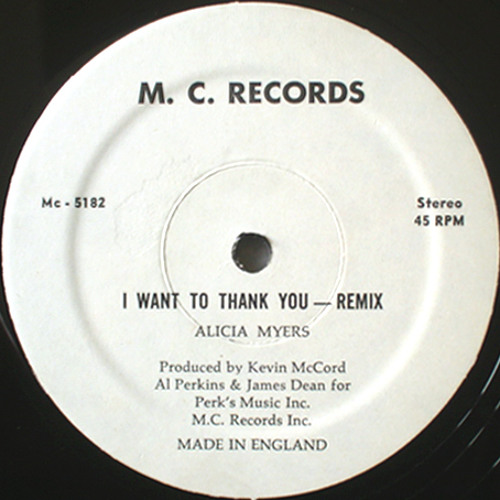 M. C. RECORDS
Mc - 5182
Stereo
45 RPM
I WANT TO THANK YOU — REMIX
ALICIA MYERS
Produced by Kevin McCord
Al Perkins & James Dean for
Perk's Music Inc.
M.C. Records Inc.
MADE IN ENGLAND